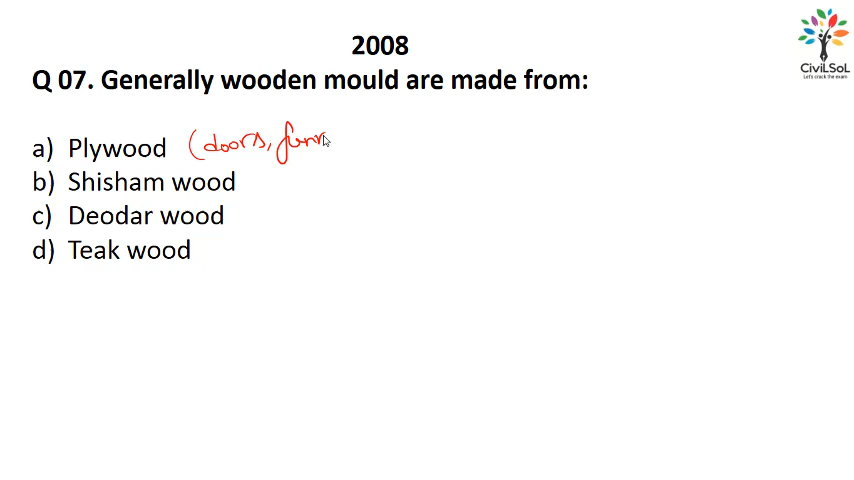 2008
CiviLSoL
Let's crack the exam
Q 07. Generally wooden mould are made from:
a) Plywood (doors,
b) Shisham wood
c) Deodar wood
d) Teak wood